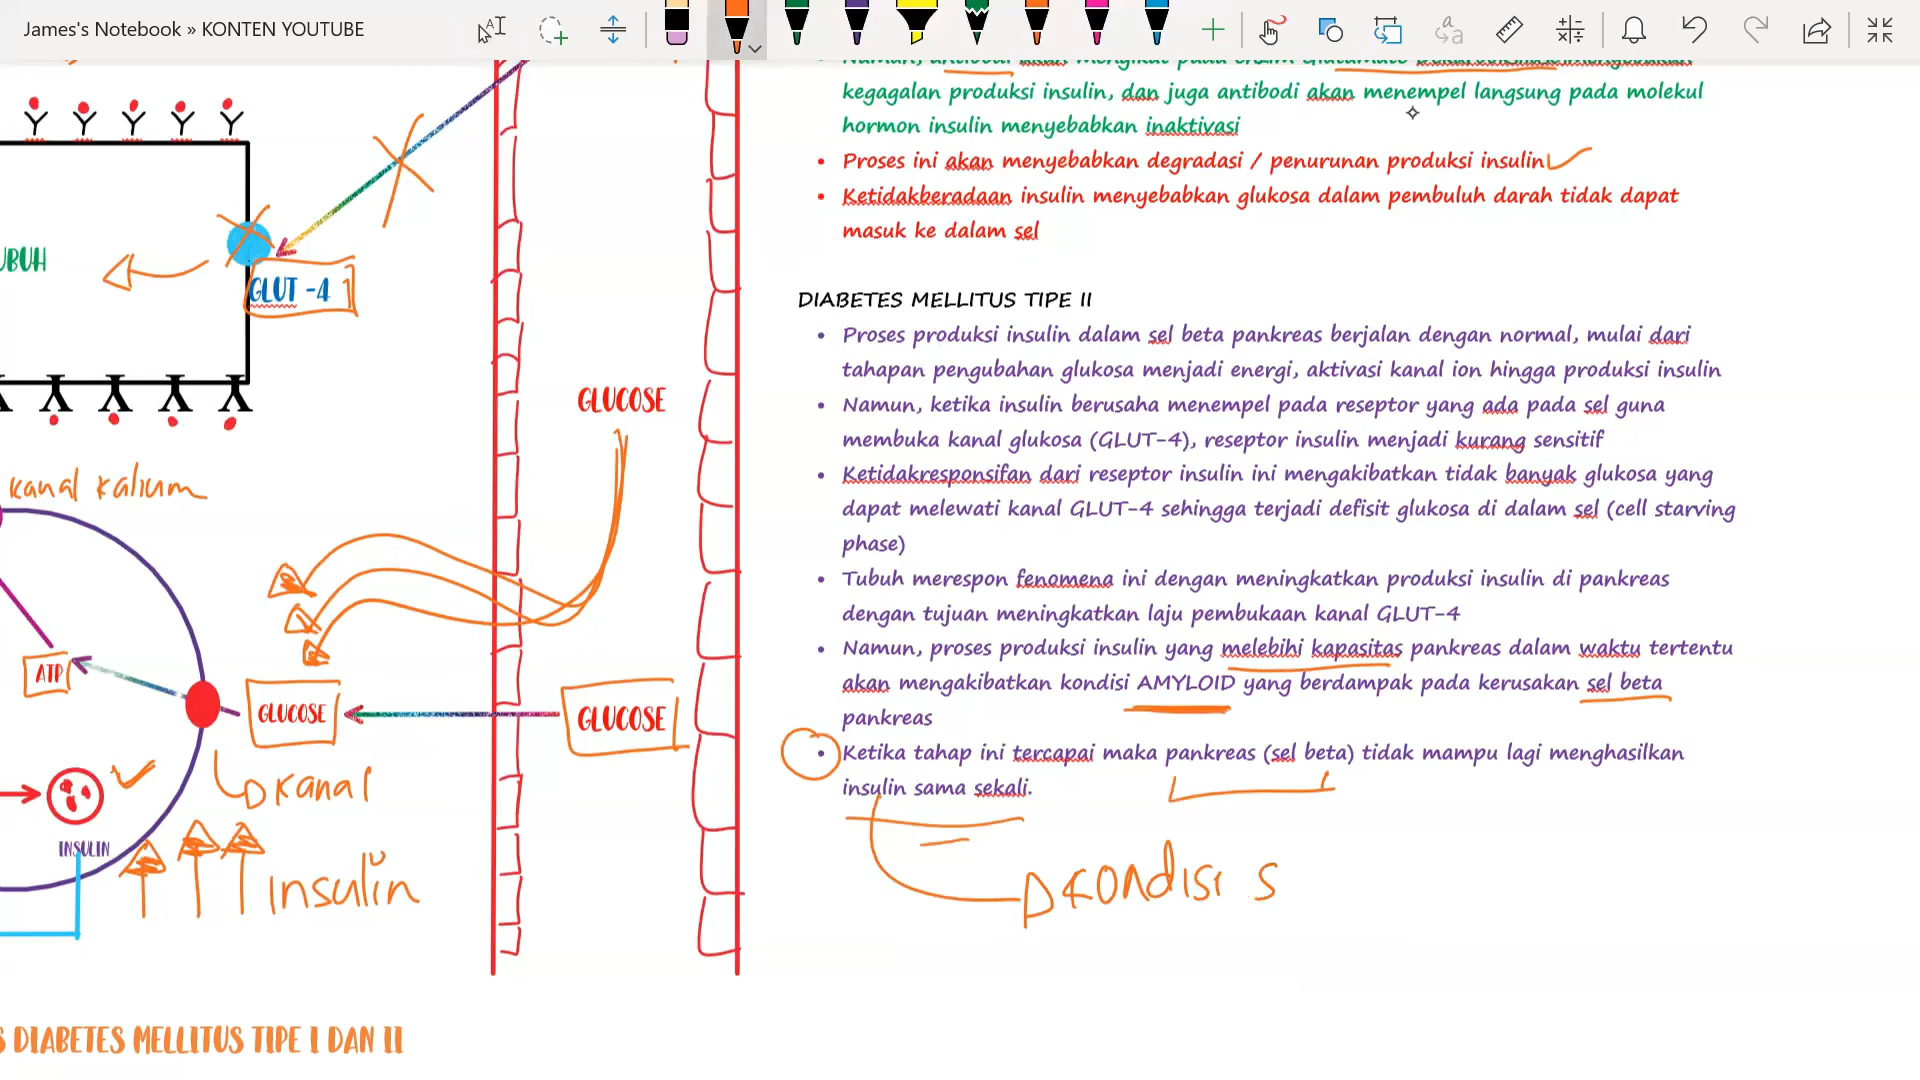 James's Notebook » KONTEN YOUTUBE
Namun, antibodi akan mengikat pada enzim Glutamate
kegagalan produksi insulin, dan juga antibodi akan menempel langsung pada molekul
hormon insulin menyebabkan inaktivasi
• Proses ini akan menyebabkan degradasi / penurunan produksi insulin
• Ketidakberadaan insulin menyebabkan glukosa dalam pembuluh darah tidak dapat
masuk ke dalam sel
UBUH
GLUT -4
DIABETES MELLITUS TIPE II
• Proses produksi insulin dalam sel beta pankreas berjalan dengan normal, mulai dari
tahapan pengubahan glukosa menjadi energi, aktivasi kanal ion hingga produksi insulin
• Namun, ketika insulin berusaha menempel pada reseptor yang ada pada sel guna
membuka kanal glukosa (GLUT-4), reseptor insulin menjadi kurang sensitif
• Ketidakresponsifan dari reseptor insulin ini mengakibatkan tidak banyak glukosa yang
dapat melewati kanal GLUT-4 sehingga terjadi defisit glukosa di dalam sel (cell starving
phase)
• Tubuh merespon fenomena ini dengan meningkatkan produksi insulin di pankreas
dengan tujuan meningkatkan laju pembukaan kanal GLUT-4
• Namun, proses produksi insulin yang melebihi kapasitas pankreas dalam waktu tertentu
akan mengakibatkan kondisi AMYLOID yang berdampak pada kerusakan sel beta
pankreas
• Ketika tahap ini tercapai maka pankreas (sel beta) tidak mampu lagi menghasilkan
insulin sama sekali.
kondisi s
GLUCOSE
kanal kalium
ATP
GLUCOSE
GLUCOSE
kanal
INSULIN
insulin
S DIABETES MELLITUS TIPE I DAN II